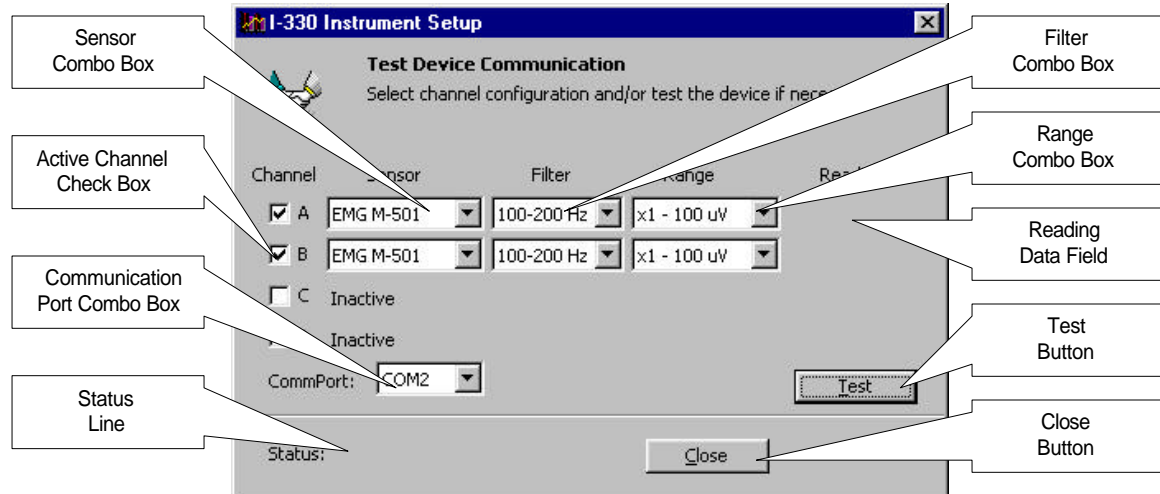 I-330 Instrument Setup
Sensor
Combo Box
Filter
Combo Box
Test Device Communication
Select channel configuration and/or test the device if
Active Channel
Check Box
Range
Combo Box
Channel Sensor Filter Range
A EMG M-501 100-200 Hz x1 - 100 uV
Reading
Data Field
B EMG M-501 100-200 Hz x1 - 100 uV
Communication
Port Combo Box
C Inactive
Inactive
Test
Button
CommPort: COM2 Test
Status
Line
Close
Button
Status: Close